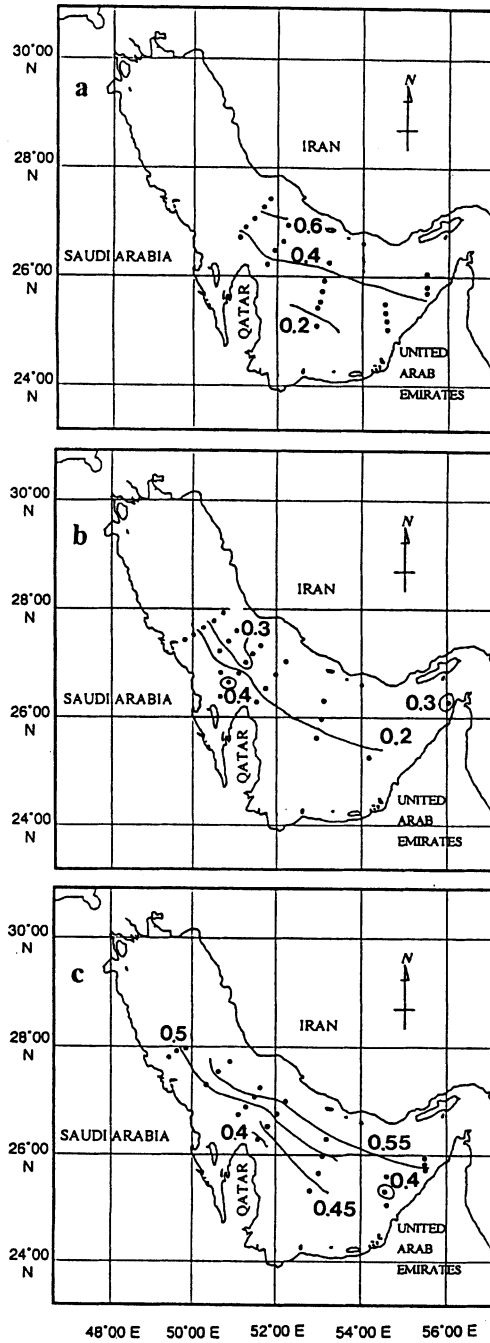 30°00
N
a
N
IRAN
28°00
N
0.6
SAUDI ARABIA
0.4
26°00
N
QATAR
0.2
UNITED
ARAB
EMIRATES
24°00
N
30°00
N
b
N
IRAN
28°00
N
0.3
SAUDI ARABIA
0.4
0.3
26°00
N
QATAR
0.2
UNITED
ARAB
EMIRATES
24°00
N
30°00
N
c
N
0.5
IRAN
28°00
N
SAUDI ARABIA
0.4
0.55
26°00
N
0.4
QATAR
0.45
UNITED
ARAB
EMIRATES
24°00
N
48°00 E 50°00 E 52°00 E 54°00 E 56°00 E